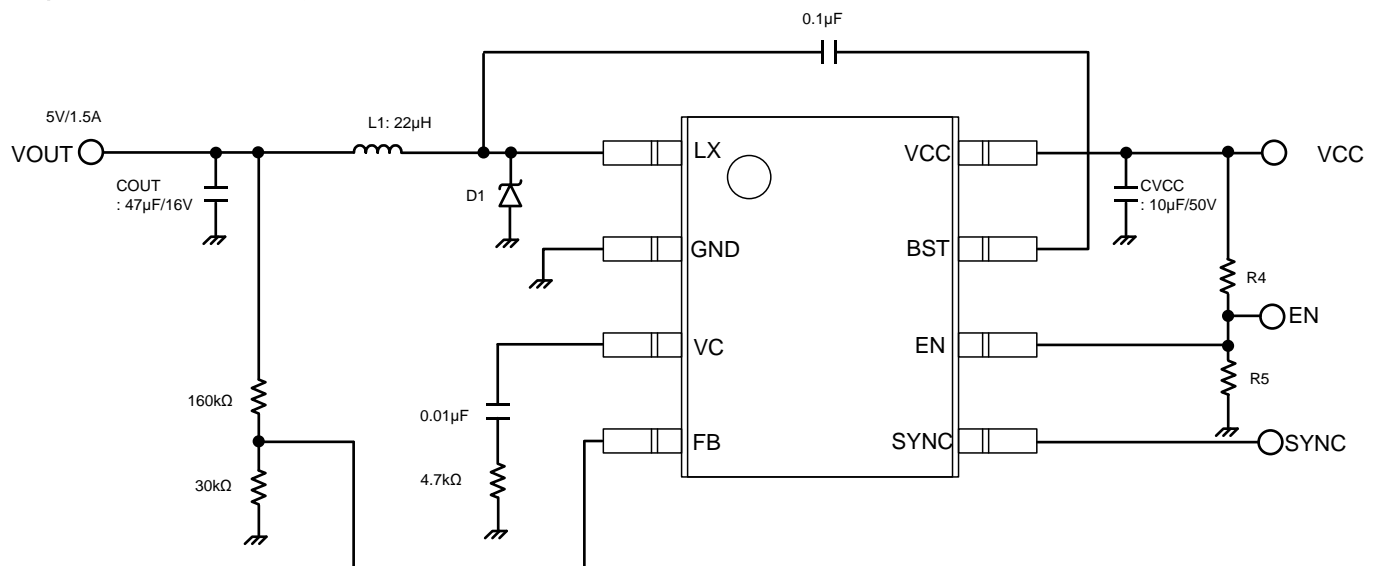 0.1µF
5V/1.5A
L1: 22µH
VOUT
LX
VCC
VCC
COUT
: 47µF/16V
D1
CVCC
: 10µF/50V
GND
BST
R4
EN
VC
EN
R5
160kΩ
0.01µF
FB
SYNC
SYNC
30kΩ
4.7kΩ